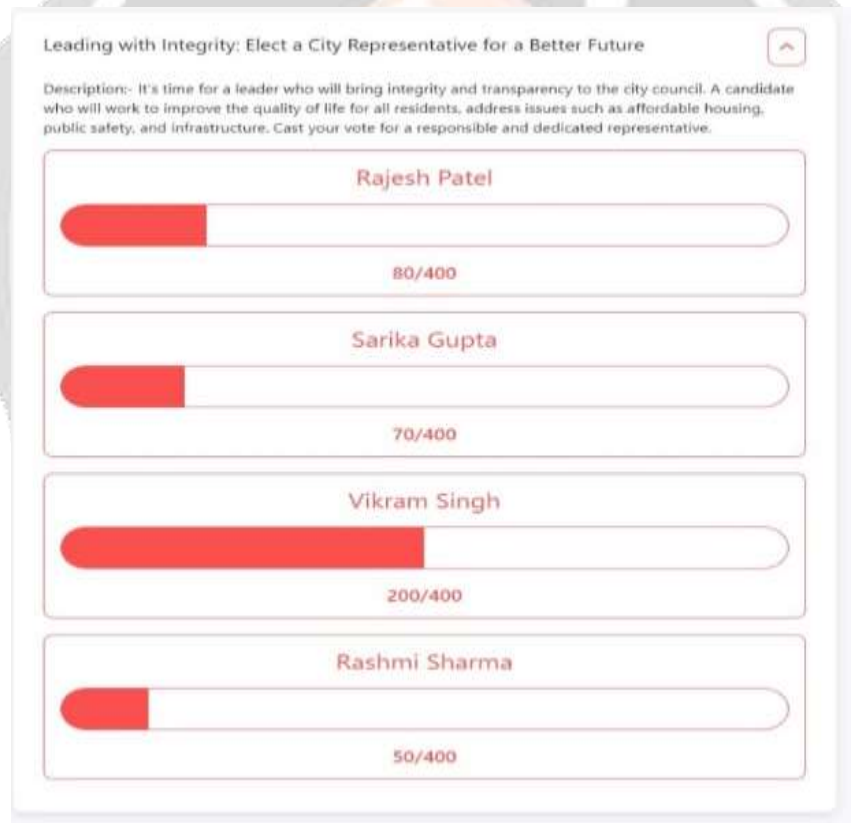 Leading with Integrity: Elect a City Representative for a Better Future
Description:- It's time for a leader who will bring integrity and transparency to the city council. A candidate
who will work to improve the quality of life for all residents, address issues such as affordable housing,
public safety, and infrastructure. Cast your vote for a responsible and dedicated representative.
Rajesh Patel
80/400
Sarika Gupta
70/400
Vikram Singh
200/400
Rashmi Sharma
50/400